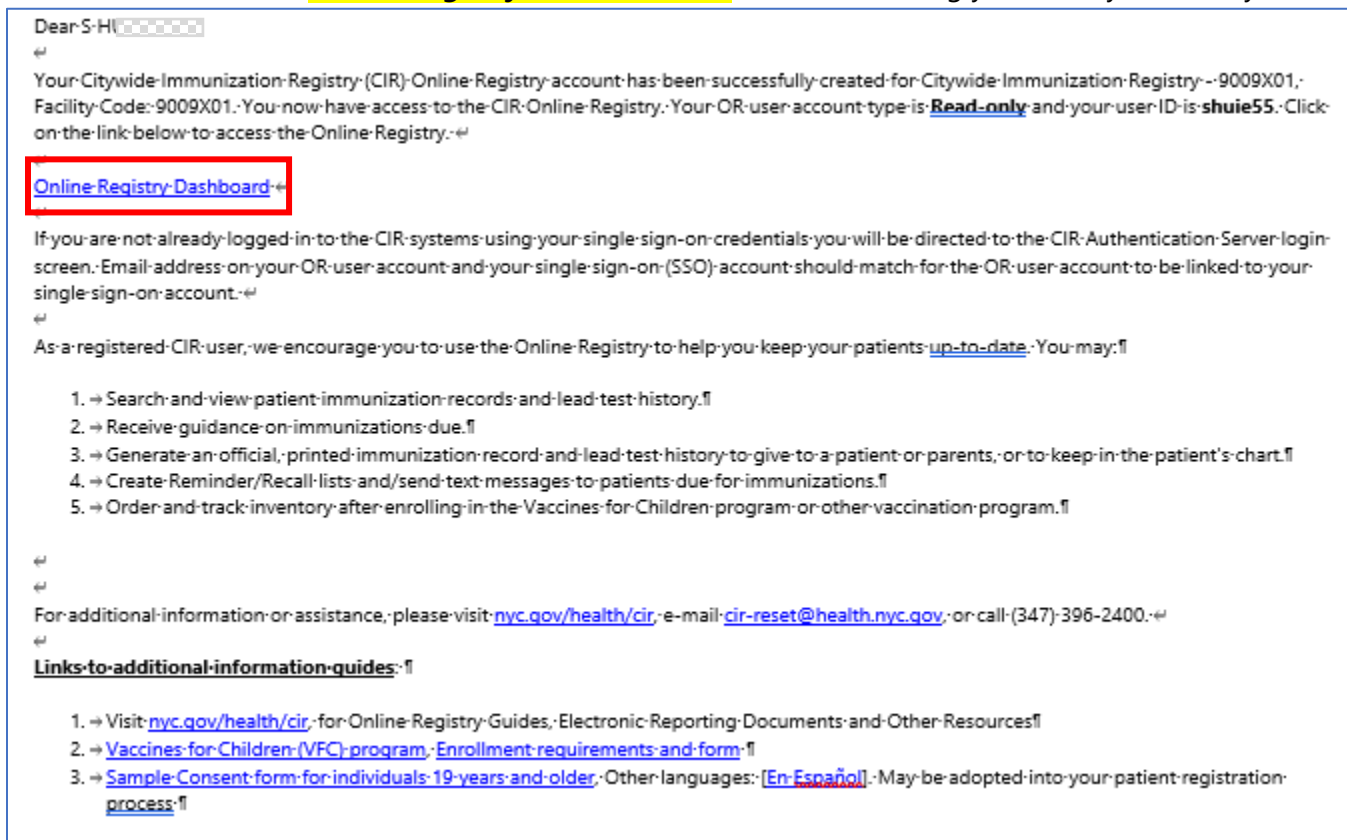 Dear S HU
Your Citywide Immunization Registry (CIR) Online Registry account has been successfully created for Citywide Immunization Registry - 9009X01,
Facility Code: 9009X01. You now have access to the CIR Online Registry. Your OR user account type is Read-only and your user ID is shuie55. Click
on the link below to access the Online Registry.
Online Registry Dashboard
If you are not already logged in to the CIR systems using your single sign-on credentials you will be directed to the CIR Authentication Server login
screen. Email address on your OR user account and your single sign-on (SSO) account should match for the OR user account to be linked to your
single sign-on account.
As a registered CIR user, we encourage you to use the Online Registry to help you keep your patients up-to-date. You may:
1. Search and view patient immunization records and lead test history.
2. Receive guidance on immunizations due.
3. Generate an official, printed immunization record and lead test history to give to a patient or parents, or to keep in the patient's chart.
4. Create Reminder/Recall lists and/send text messages to patients due for immunizations.
5. Order and track inventory after enrolling in the Vaccines for Children program or other vaccination program.
For additional information or assistance, please visit nyc.gov/health/cir, e-mail cir-reset@health.nyc.gov, or call (347) 396-2400.
Links to additional information guides:
1. Visit nyc.gov/health/cir, for Online Registry Guides, Electronic Reporting Documents and Other Resources
2. Vaccines for Children (VFC) program, Enrollment requirements and form
3. Sample Consent form for individuals 19 years and older, Other languages: [En Español]. May be adopted into your patient registration
process